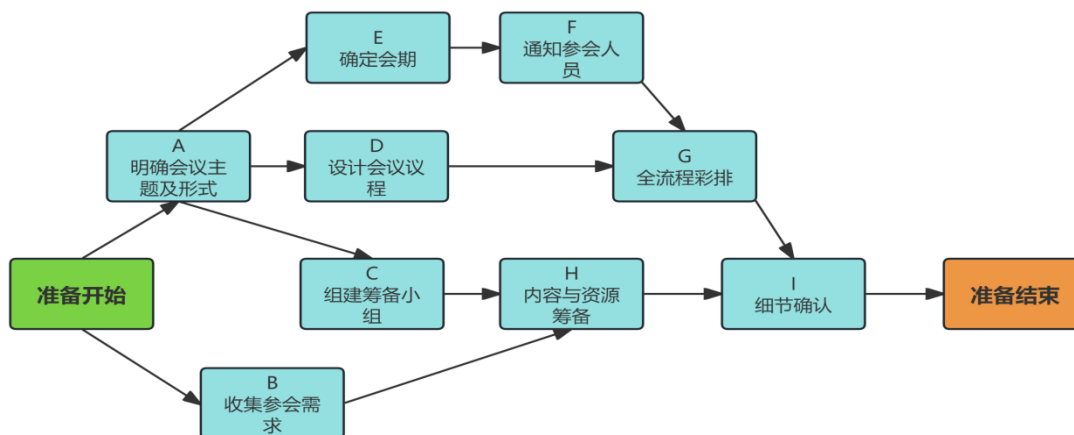 E
确定会期
F
通知参会人
员
A
明确会议主
题及形式
D
设计会议议
程
G
全流程彩排
准备开始
C
组建筹备小
组
H
内容与资源
筹备
I
细节确认
准备结束
B
收集参会需
求